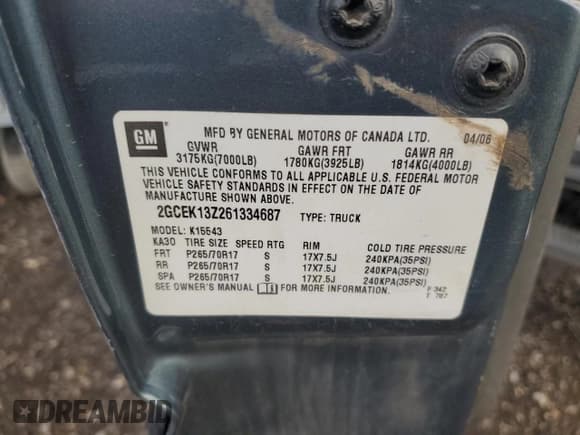 GM
MFD BY GENERAL MOTORS OF CANADA LTD. 04/06
GVWR GAWR FRT GAWR RR
3175KG(7000LB) 1780KG(3925LB) 1814KG(4000LB)
THIS VEHICLE CONFORMS TO ALL APPLICABLE U.S. FEDERAL MOTOR
VEHICLE SAFETY STANDARDS IN EFFECT ON THE DATE OF
MANUFACTURE SHOWN ABOVE.
2GCEK13Z261334687 TYPE: TRUCK
MODEL: K15543
KA30 TIRE SIZE SPEED RTG RIM COLD TIRE PRESSURE
FRT P265/70R17 S 17X7.5J 240KPA(35PSI)
RR P265/70R17 S 17X7.5J 240KPA(35PSI)
SPA P265/70R17 S 17X7.5J 240KPA(35PSI)
SEE OWNER'S MANUAL FOR MORE INFORMATION.
F 342
T 707
DREAMBID